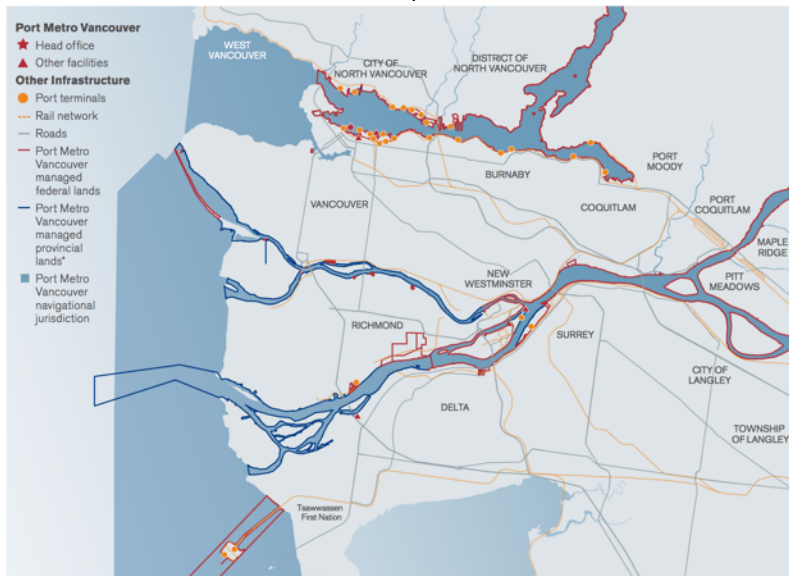 Port Metro Vancouver
Head office
Other facilities
Other Infrastructure
Port terminals
Rail network
Roads
Port Metro
Vancouver
managed
federal lands
Port Metro
Vancouver
managed
provincial
lands*
Port Metro
Vancouver
navigational
jurisdiction
WEST
VANCOUVER
CITY OF
NORTH VANCOUVER
DISTRICT OF
NORTH VANCOUVER
PORT
MOODY
BURNABY
VANCOUVER
COQUITLAM
PORT
COQUITLAM
MAPLE
RIDGE
PITT
MEADOWS
NEW
WESTMINSTER
RICHMOND
SURREY
CITY OF
LANGLEY
DELTA
TOWNSHIP
OF LANGLEY
Tsawwassen
First Nation